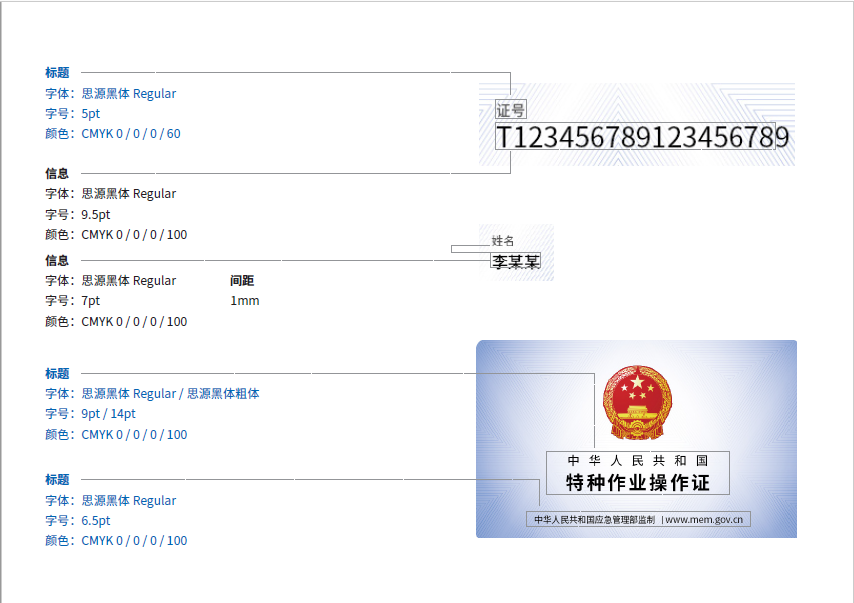 标题
字体：思源黑体 Regular
字号：5pt
颜色：CMYK 0 / 0 / 0 / 60
证号
T123456789123456789
信息
字体：思源黑体 Regular
字号：9.5pt
颜色：CMYK 0 / 0 / 0 / 100
姓名
李某某
信息
字体：思源黑体 Regular
间距
字号：7pt
1mm
颜色：CMYK 0 / 0 / 0 / 100
标题
字体：思源黑体 Regular / 思源黑体粗体
字号：9pt / 14pt
颜色：CMYK 0 / 0 / 0 / 100
中华人民共和国
特种作业操作证
标题
字体：思源黑体 Regular
字号：6.5pt
颜色：CMYK 0 / 0 / 0 / 100
中华人民共和国应急管理部监制 | www.mem.gov.cn